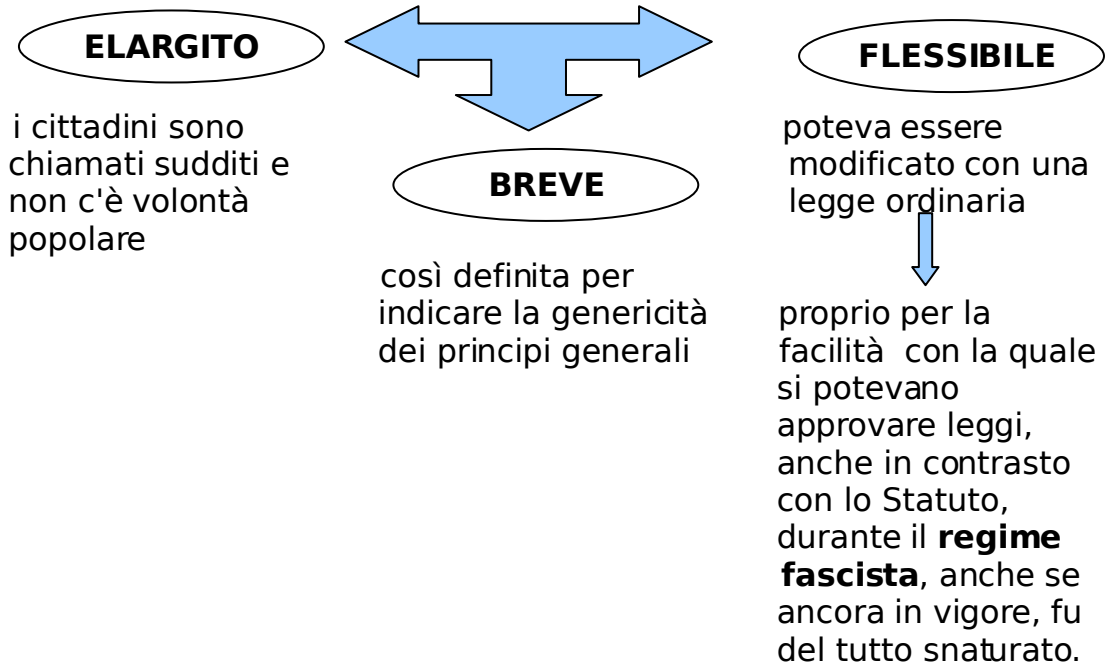 ELARGITO
i cittadini sono
chiamati sudditi e
non c'è volontà
popolare
BREVE
così definita per
indicare la genericità
dei principi generali
FLESSIBILE
poteva essere
modificato con una
legge ordinaria
proprio per la
facilità con la quale
si potevano
approvare leggi,
anche in contrasto
con lo Statuto,
durante il regime
fascista, anche se
ancora in vigore, fu
del tutto snaturato.